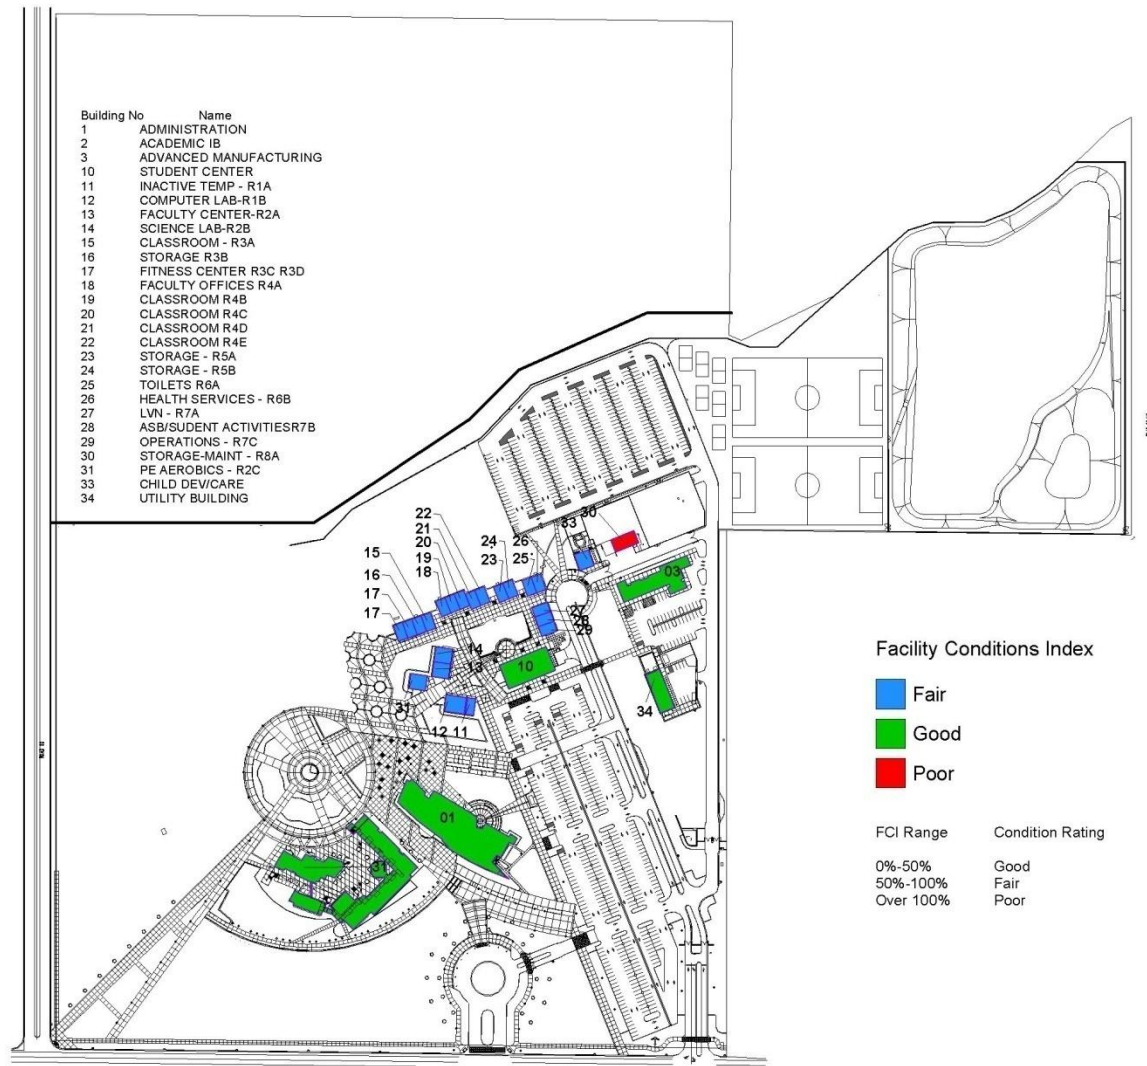 Building No Name
1 ADMINISTRATION
2 ACADEMIC IB
3 ADVANCED MANUFACTURING
10 STUDENT CENTER
11 INACTIVE TEMP - R1A
12 COMPUTER LAB-R1B
13 FACULTY CENTER-R2A
14 SCIENCE LAB-R2B
15 CLASSROOM - R3A
16 STORAGE R3B
17 FITNESS CENTER R3C R3D
18 FACULTY OFFICES R4A
19 CLASSROOM R4B
20 CLASSROOM R4C
21 CLASSROOM R4D
22 CLASSROOM R4E
23 STORAGE - R5A
24 STORAGE - R5B
25 TOILETS R6A
26 HEALTH SERVICES - R6B
27 LVN - R7A
28 ASB/SUDENT ACTIVITIESR7B
29 OPERATIONS - R7C
30 STORAGE-MAINT - R8A
31 PE AEROBICS - R2C
33 CHILD DEV/CARE
34 UTILITY BUILDING
30
33
22
21
20
19
18
24
23
26
25
15
16
17
17
03
27
28
29
14
13
10
31
12 11
34
01
31
Facility Conditions Index
Fair
Good
Poor
FCI Range Condition Rating
0%-50% Good
50%-100% Fair
Over 100% Poor